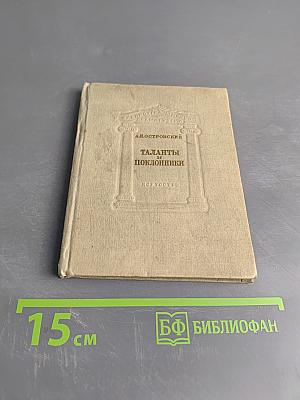 А.Н.ОСТРОВСКИЙ
ТАЛАНТЫ
И
ПОКЛОННИКИ
ИСКУССТВО
15 см
БФ БИБЛИОФАН